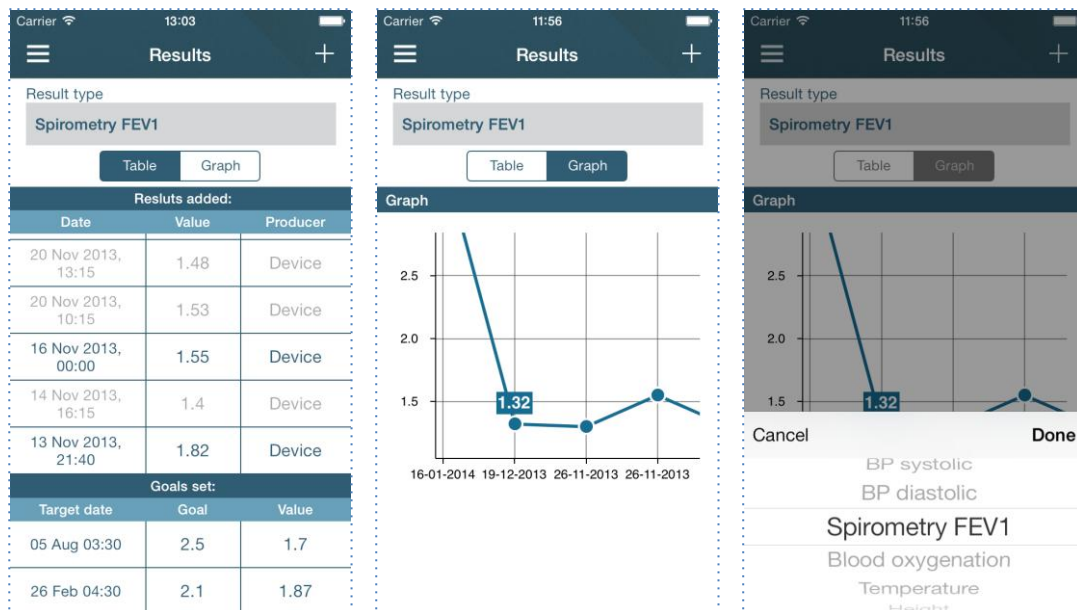 Carrier 13:03
Results
Result type
Spirometry FEV1
Table Graph
Resluts added:
Date Value Producer
20 Nov 2013, 13:15 1.48 Device
20 Nov 2013, 10:15 1.53 Device
16 Nov 2013, 00:00 1.55 Device
14 Nov 2013, 16:15 1.4 Device
13 Nov 2013, 21:40 1.82 Device
Goals set:
Target date Goal Value
05 Aug 03:30 2.5 1.7
26 Feb 04:30 2.1 1.87
Carrier 11:56
Results
Result type
Spirometry FEV1
Table Graph
Graph
2.5
2.0
1.5
1.32
16-01-2014 19-12-2013 26-11-2013 26-11-2013
Carrier 11:56
Results
Result type
Spirometry FEV1
Table Graph
Graph
2.5
2.0
1.5
1.32
Cancel Done
BP systolic
BP diastolic
Spirometry FEV1
Blood oxygenation
Temperature
Height